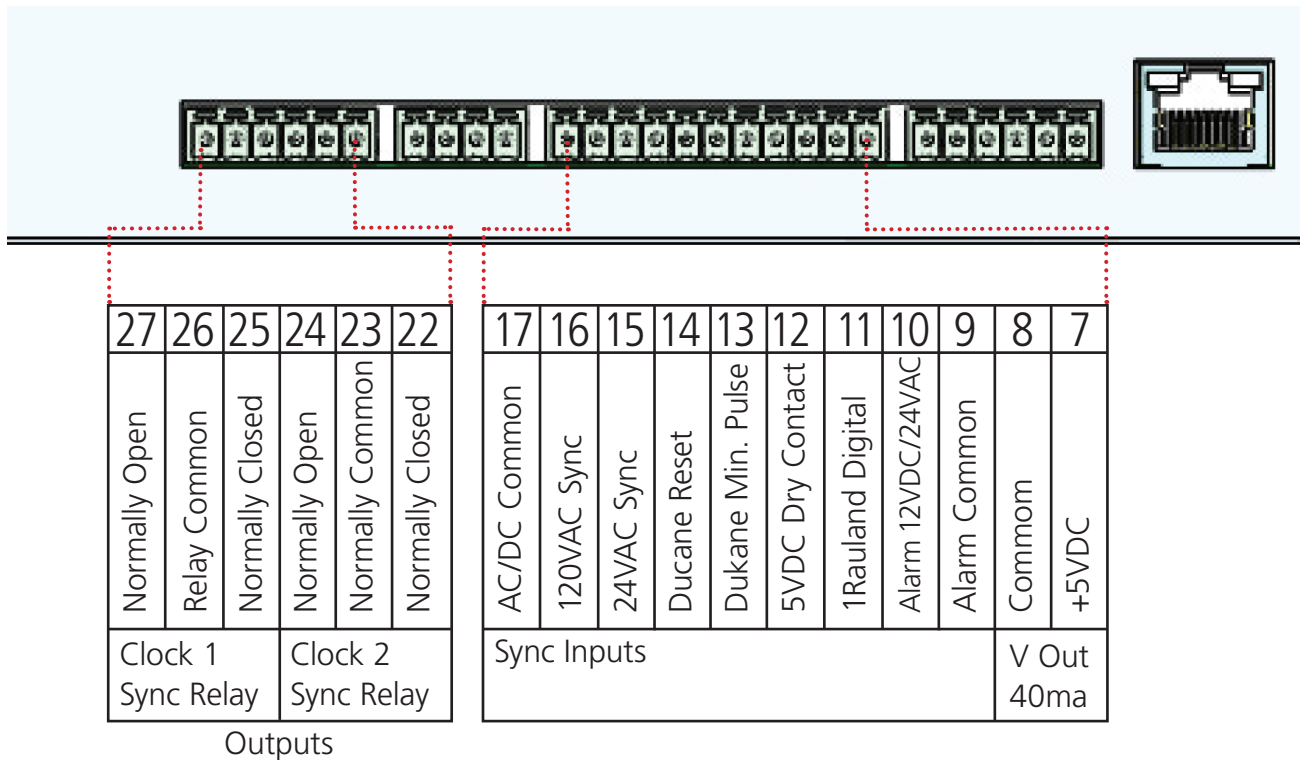 27 26 25 24 23 22
Normally Open
Relay Common
Normally Closed
Normally Open
Normally Common
Normally Closed
Clock 1
Sync Relay
Clock 2
Sync Relay
Outputs
17 16 15 14 13 12 11 10 9 8 7
AC/DC Common
120VAC Sync
24VAC Sync
Ducane Reset
Dukane Min. Pulse
5VDC Dry Contact
1Rauland Digital
Alarm 12VDC/24VAC
Alarm Common
Commom
+5VDC
Sync Inputs
V Out
40ma